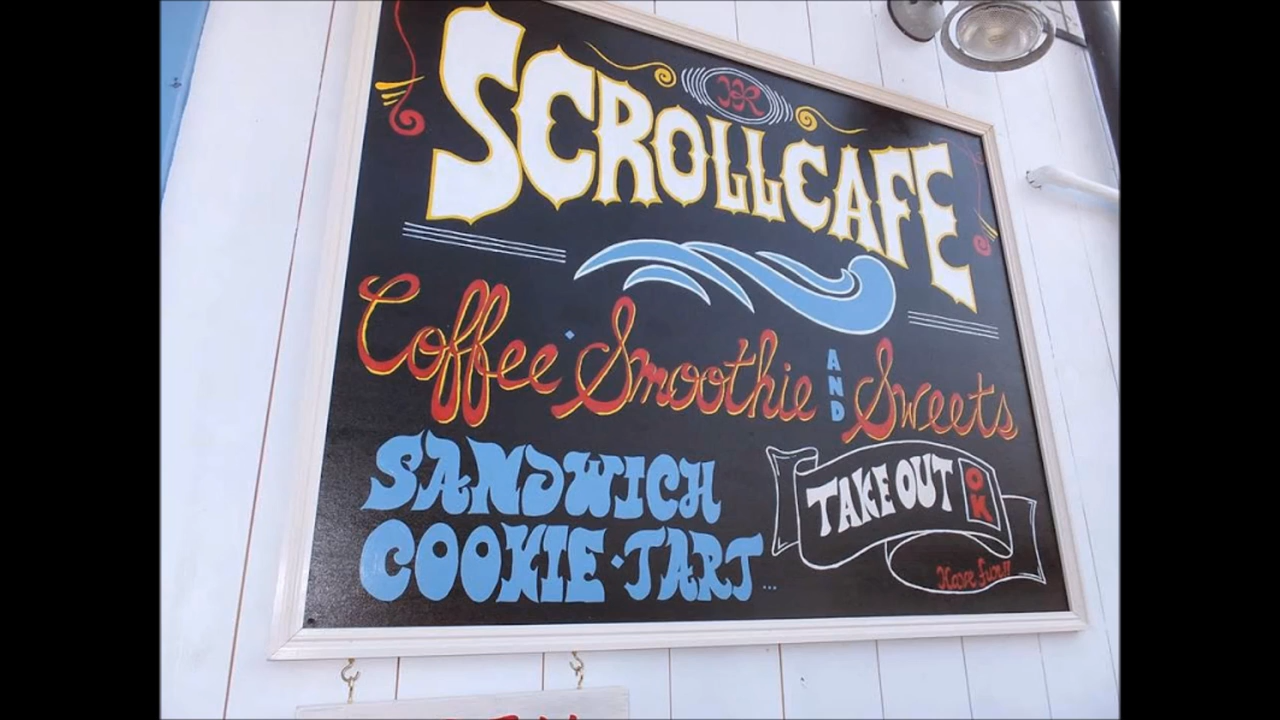 SCROLLCAFE
Coffee · Smoothie AND Sweets
SANDWICH
COOKIE · TART...
TAKE OUT OK
Have fun!!